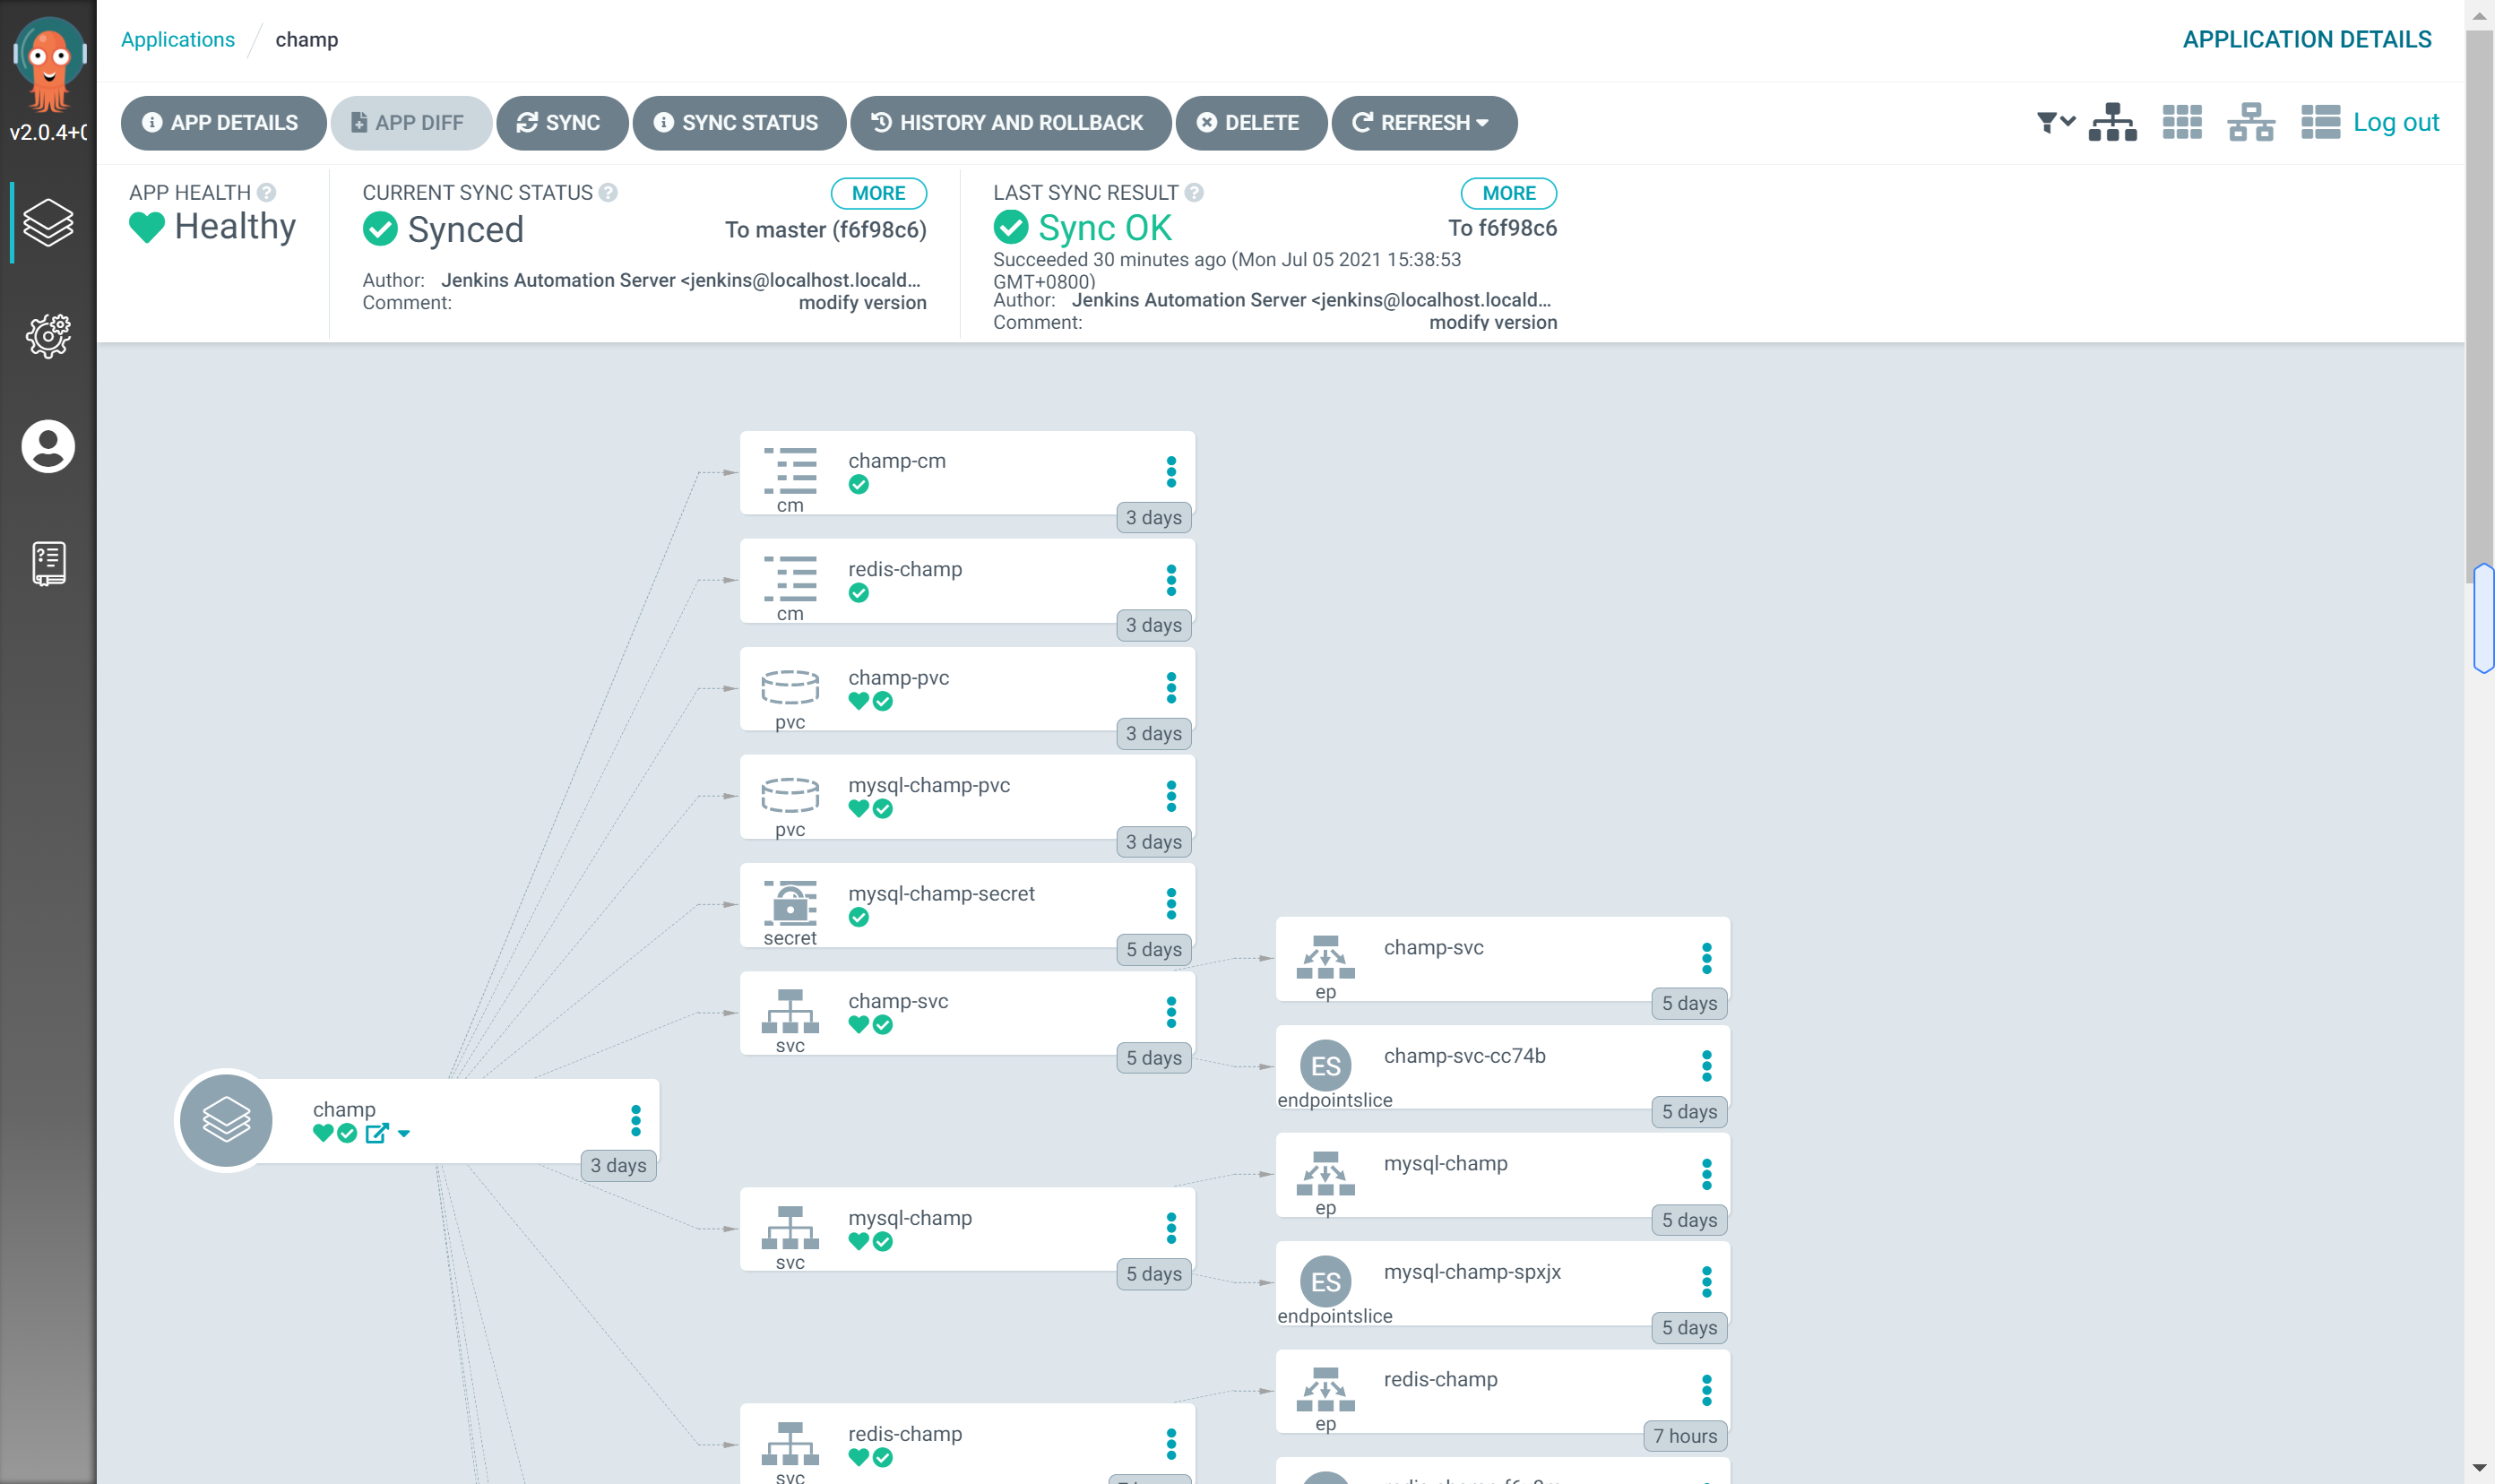 Applications / champ
APPLICATION DETAILS
v2.0.4+0
APP DETAILS
APP DIFF
SYNC
SYNC STATUS
HISTORY AND ROLLBACK
DELETE
REFRESH
Log out
APP HEALTH
Healthy
CURRENT SYNC STATUS
MORE
Synced
To master (f6f98c6)
Author: Jenkins Automation Server <jenkins@localhost.locald...
Comment: modify version
LAST SYNC RESULT
MORE
Sync OK
To f6f98c6
Succeeded 30 minutes ago (Mon Jul 05 2021 15:38:53
GMT+0800)
Author: Jenkins Automation Server <jenkins@localhost.locald...
Comment: modify version
champ-cm
cm
3 days
redis-champ
cm
3 days
champ-pvc
pvc
3 days
mysql-champ-pvc
pvc
3 days
mysql-champ-secret
secret
5 days
champ-svc
svc
5 days
champ-svc
ep
5 days
ES
champ-svc-cc74b
endpointslice
5 days
champ
3 days
mysql-champ
svc
5 days
mysql-champ
ep
5 days
ES
mysql-champ-spxjx
endpointslice
5 days
redis-champ
svc
redis-champ
ep
7 hours